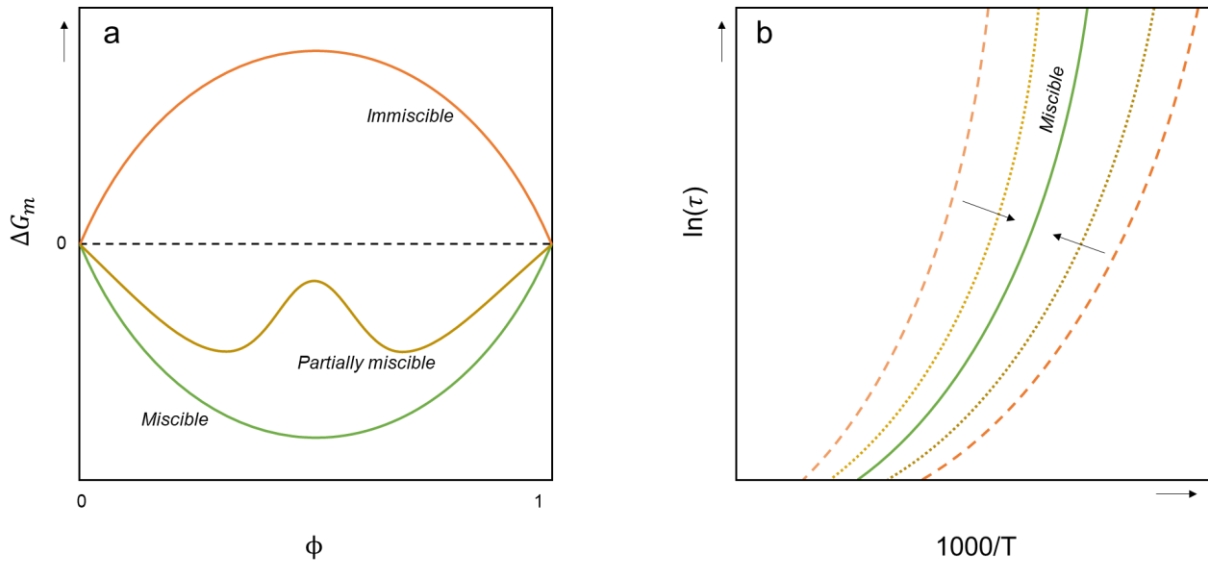 a
Immiscible
ΔG_m
0
Partially miscible
Miscible
0
1
ϕ
b
Miscible
ln(τ)
1000/T